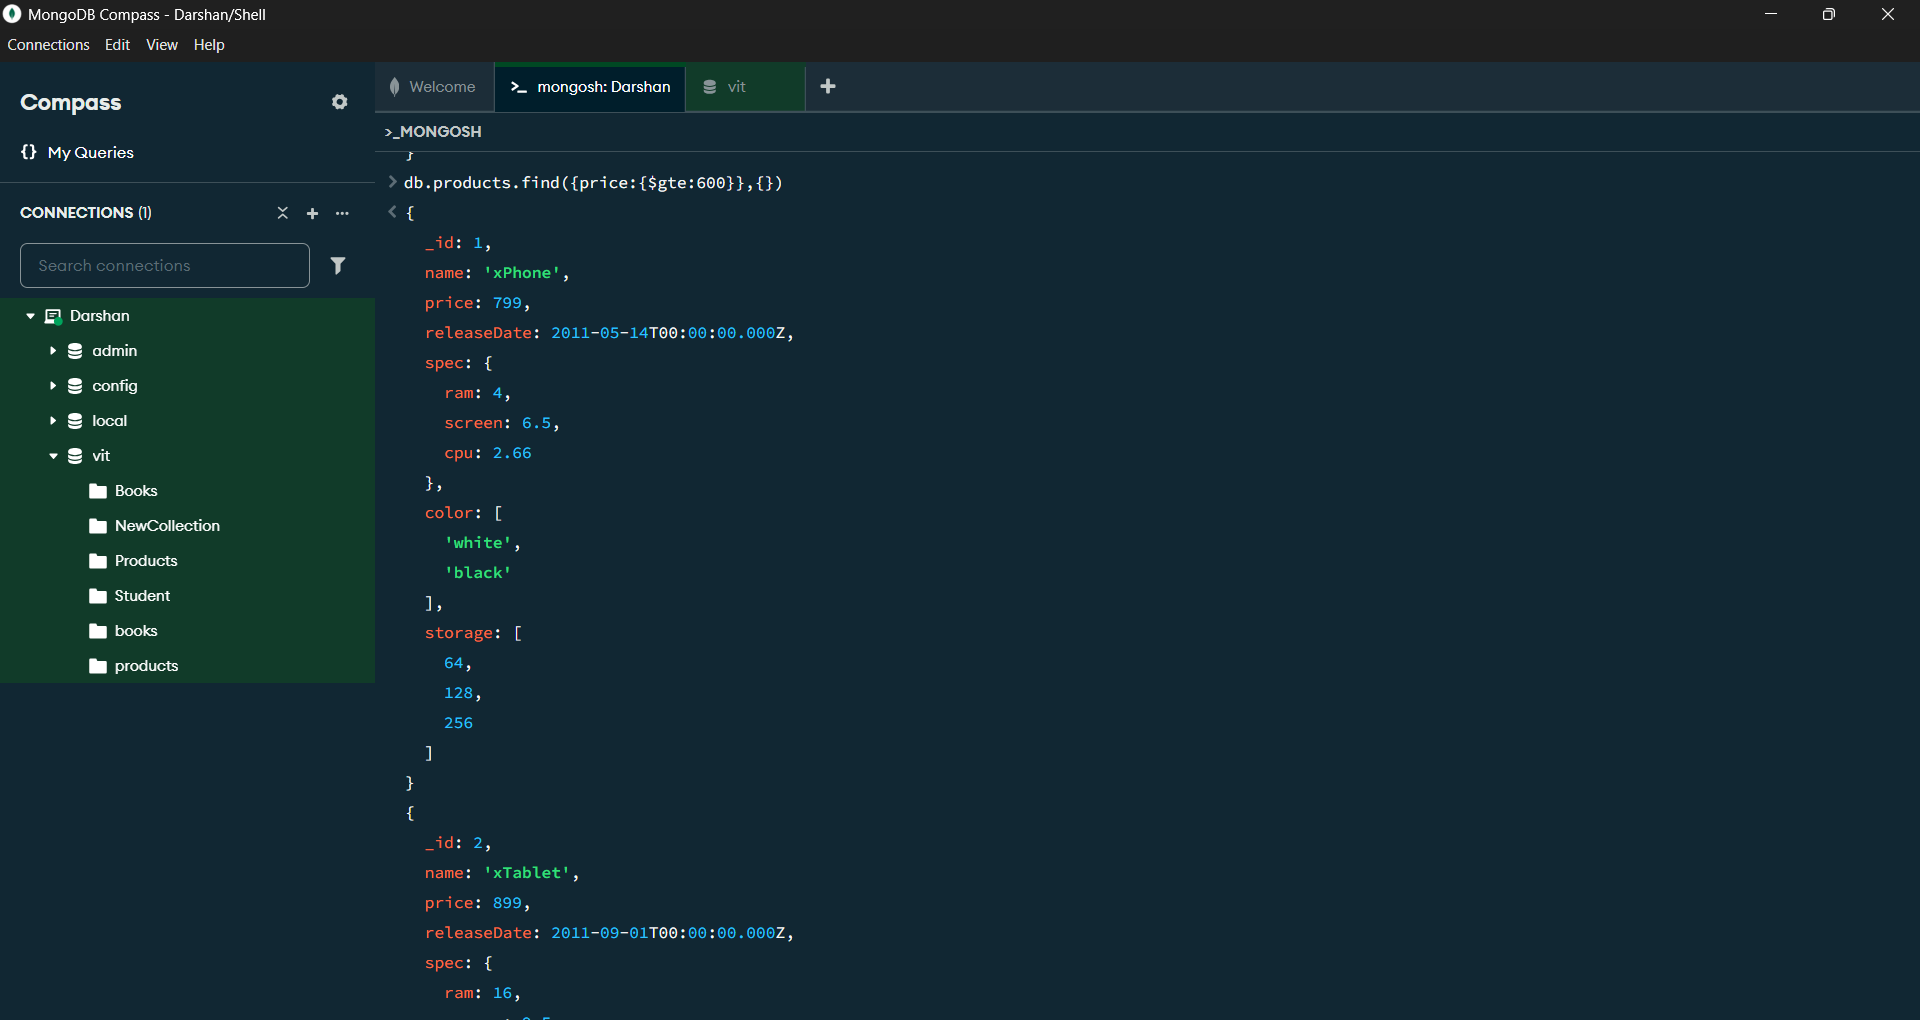 MongoDB Compass - Darshan/Shell
Connections Edit View Help
Compass
{} My Queries
CONNECTIONS (1)
Search connections
Darshan
admin
config
local
vit
Books
NewCollection
Products
Student
books
products
Welcome
>_ mongosh: Darshan
vit
>_MONGOSH
}
> db.products.find({price:{$gte:600}},{})
< {
_id: 1,
name: 'xPhone',
price: 799,
releaseDate: 2011-05-14T00:00:00.000Z,
spec: {
ram: 4,
screen: 6.5,
cpu: 2.66
},
color: [
'white',
'black'
],
storage: [
64,
128,
256
]
}
{
_id: 2,
name: 'xTablet',
price: 899,
releaseDate: 2011-09-01T00:00:00.000Z,
spec: {
ram: 16,